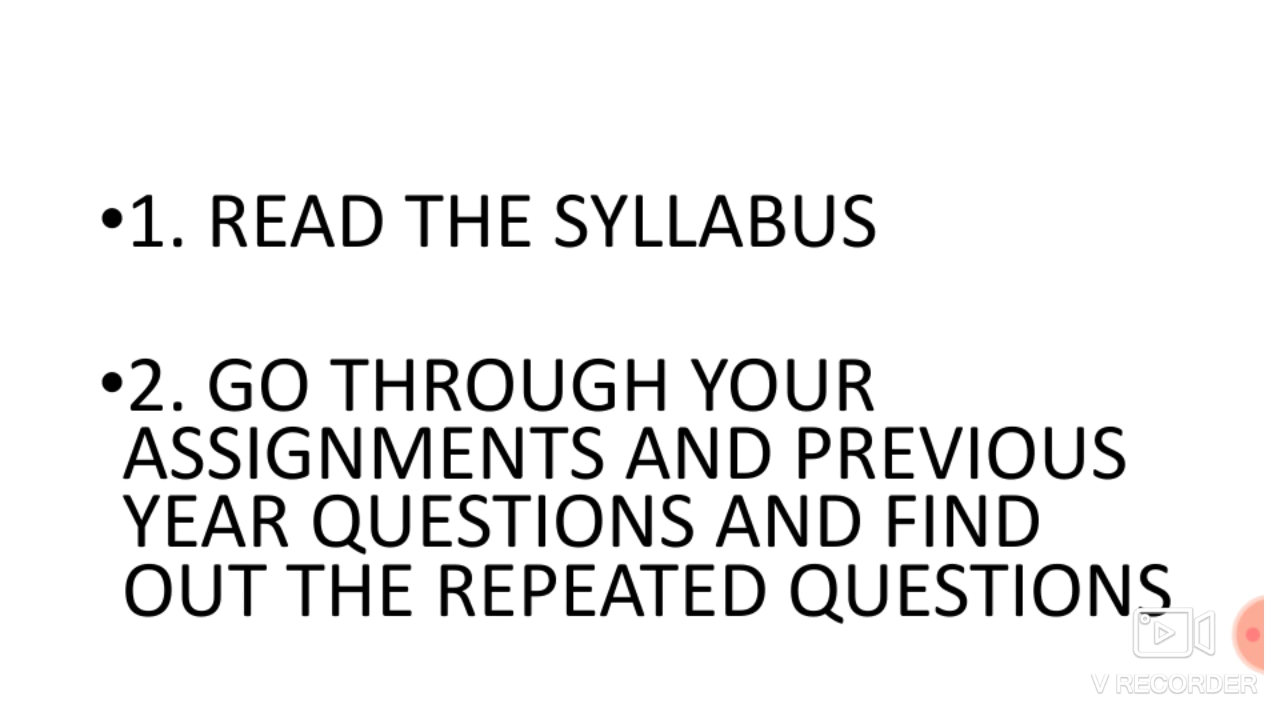 •1. READ THE SYLLABUS
•2. GO THROUGH YOUR
ASSIGNMENTS AND PREVIOUS
YEAR QUESTIONS AND FIND
OUT THE REPEATED QUESTIONS
V RECORDER